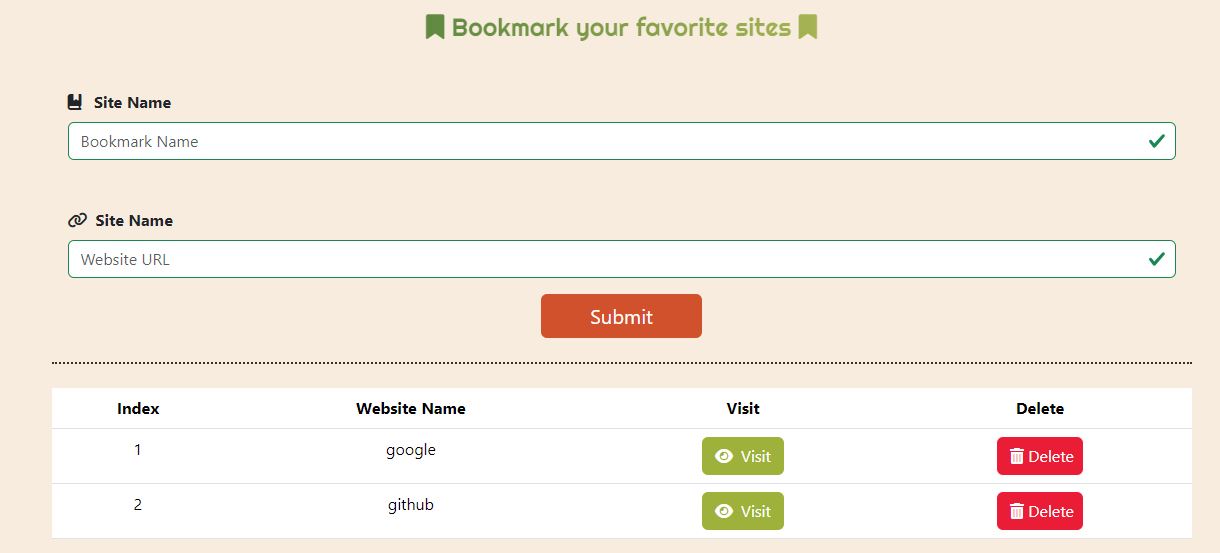 Bookmark your favorite sites
Site Name
Bookmark Name
Site Name
Website URL
Submit
Index Website Name Visit Delete
1 google Visit Delete
2 github Visit Delete